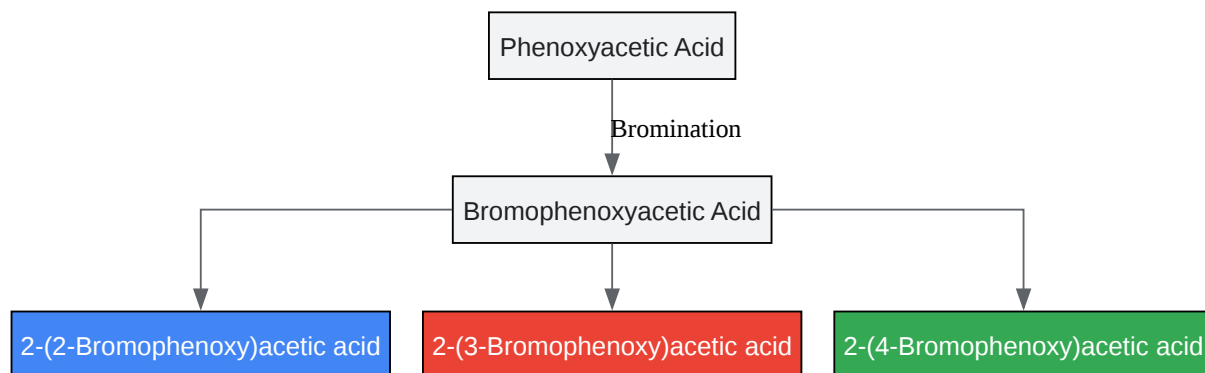 Phenoxyacetic Acid
Bromination
Bromophenoxyacetic Acid
2-(2-Bromophenoxy)acetic acid
2-(3-Bromophenoxy)acetic acid
2-(4-Bromophenoxy)acetic acid